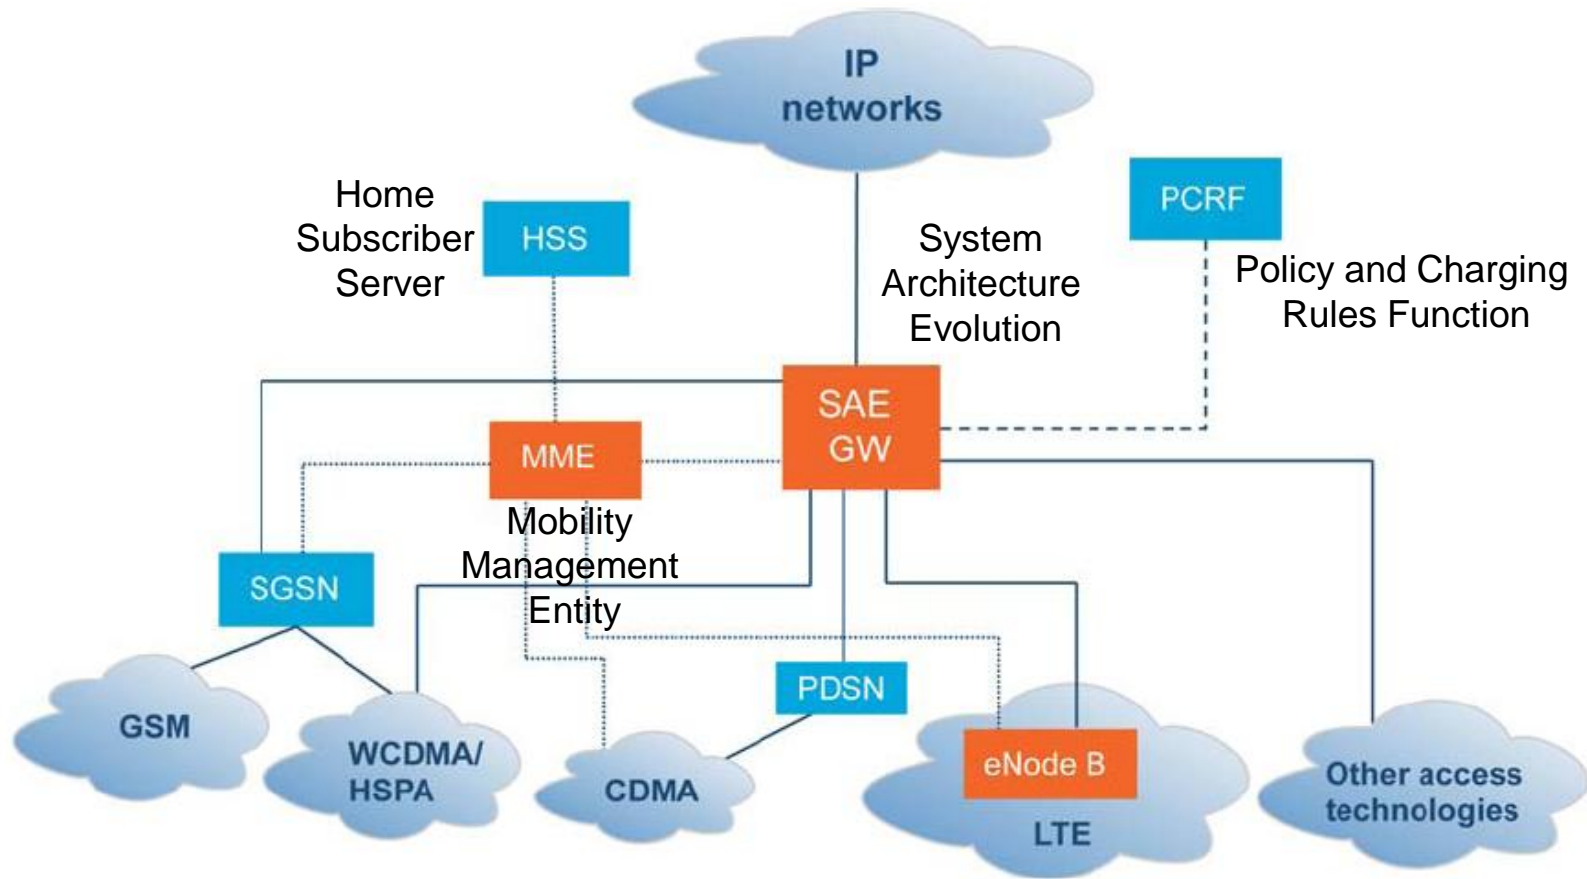 IP
networks
PCRF
Home
Subscriber
Server
HSS
System
Architecture
Evolution
Policy and Charging
Rules Function
SAE
GW
MME
Mobility
Management
Entity
SGSN
PDSN
GSM
WCDMA/
HSPA
CDMA
eNode B
LTE
Other access
technologies